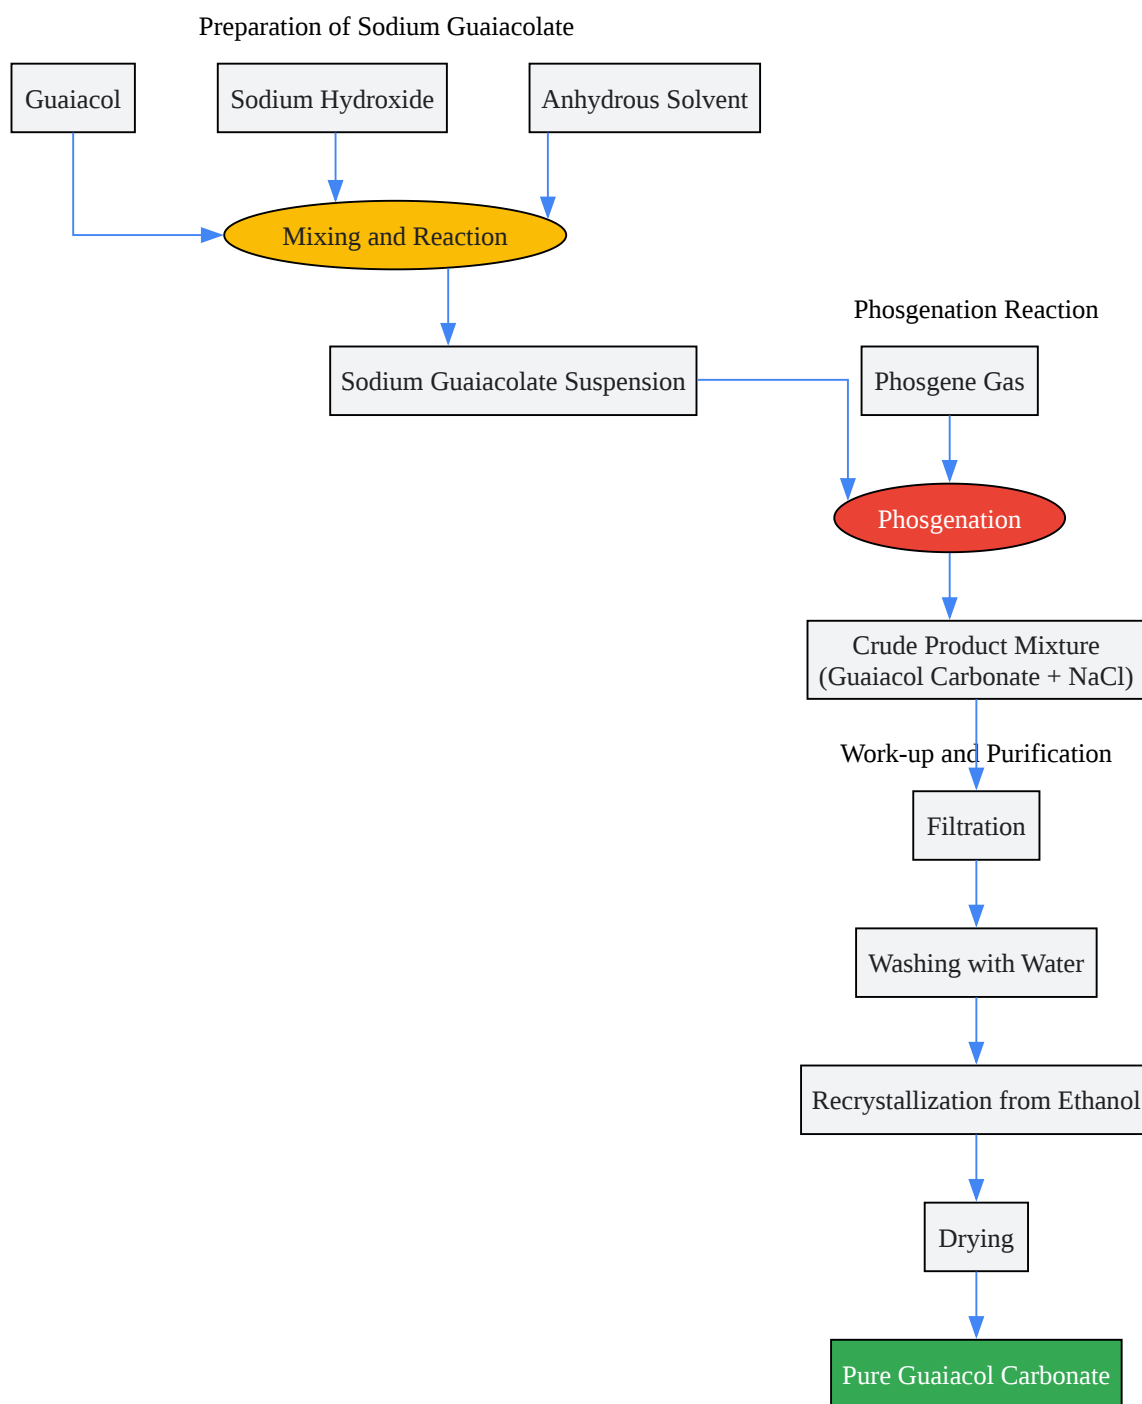 Preparation of Sodium Guaiacolate
Guaiacol
Sodium Hydroxide
Anhydrous Solvent
Mixing and Reaction
Phosgenation Reaction
Sodium Guaiacolate Suspension
Phosgene Gas
Phosgenation
Crude Product Mixture
(Guaiacol Carbonate + NaCl)
Work-up and Purification
Filtration
Washing with Water
Recrystallization from Ethanol
Drying
Pure Guaiacol Carbonate